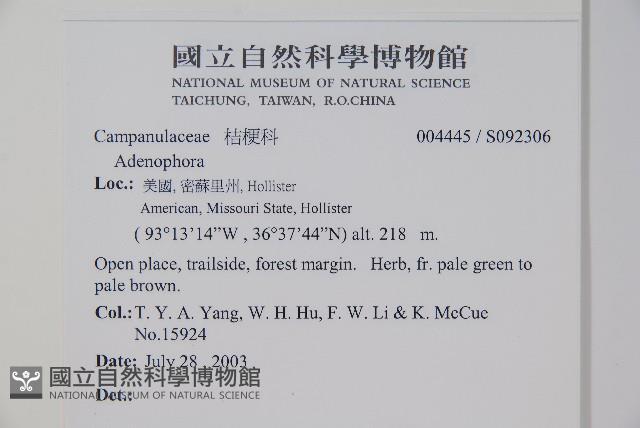 國立自然科學博物館
NATIONAL MUSEUM OF NATURAL SCIENCE
TAICHUNG, TAIWAN, R.O.CHINA
Campanulaceae 桔梗科 004445 / S092306
Adenophora
Loc.: 美國, 密蘇里州, Hollister
American, Missouri State, Hollister
( 93°13’14”W , 36°37’44”N) alt. 218 m.
Open place, trailside, forest margin. Herb, fr. pale green to
pale brown.
Col.: T. Y. A. Yang, W. H. Hu, F. W. Li & K. McCue
No.15924
Date: July 28 , 2003
國立自然科學博物館
NATIONAL MUSEUM OF NATURAL SCIENCE
Det.: